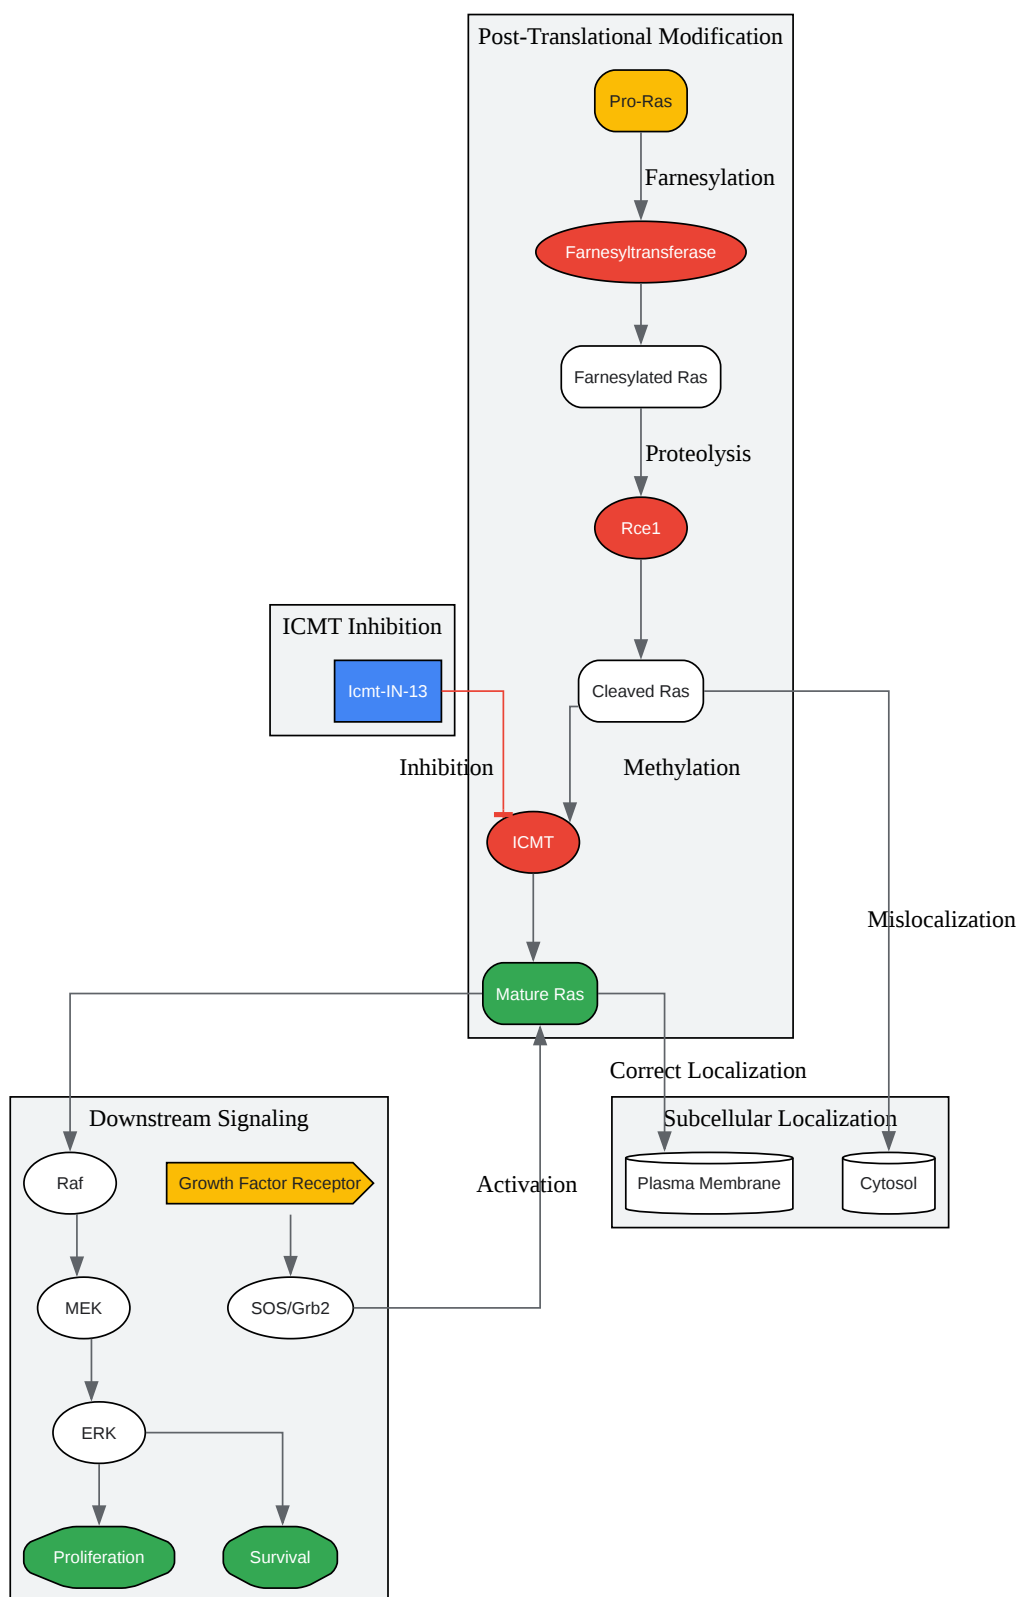 Post-Translational Modification
Pro-Ras
Farnesylation
Farnesyltransferase
Farnesylated Ras
Proteolysis
Rce1
ICMT Inhibition
Icmt-IN-13
Cleaved Ras
Inhibition
Methylation
ICMT
Mislocalization
Mature Ras
Correct Localization
Downstream Signaling
Subcellular Localization
Raf
Growth Factor Receptor
Activation
Plasma Membrane
Cytosol
MEK
SOS/Grb2
ERK
Proliferation
Survival